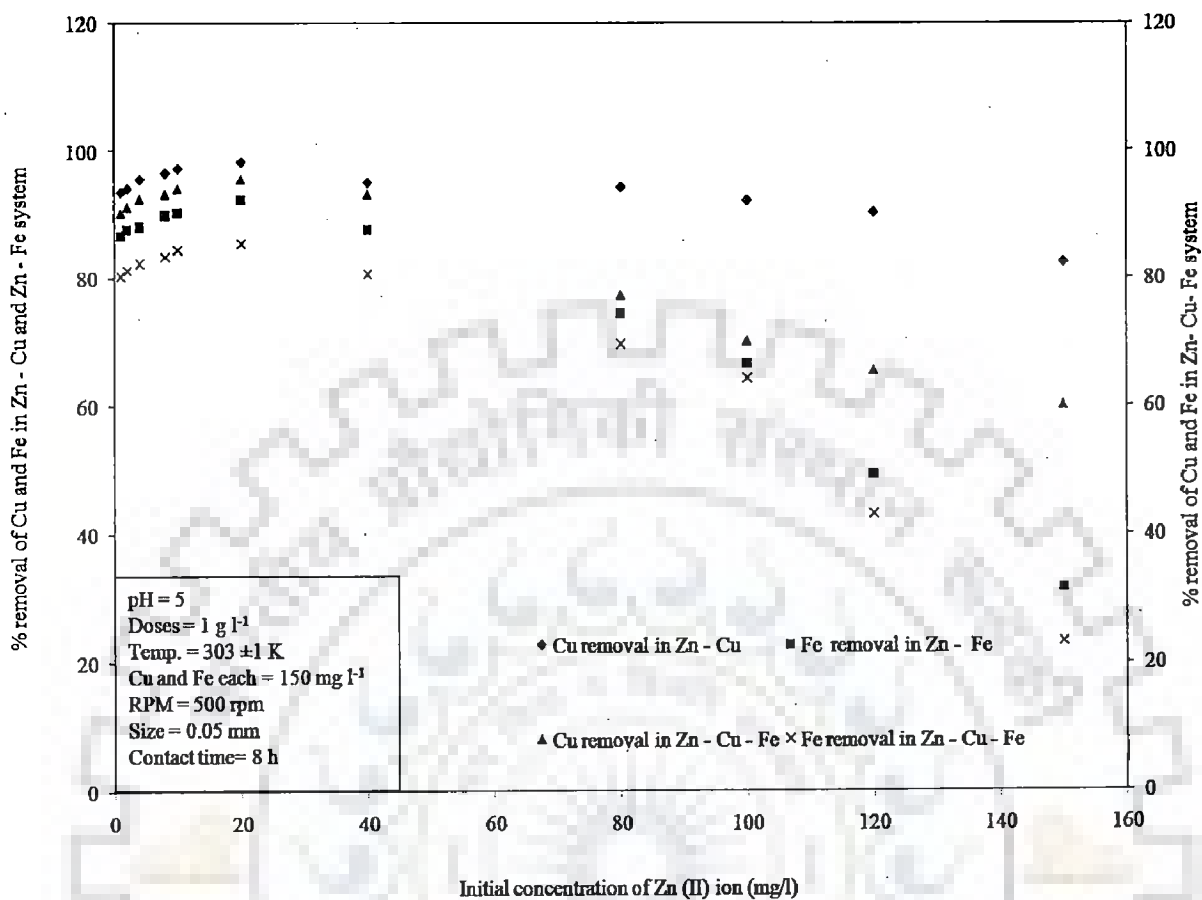 120
100
80
60
40
20
0
120
100
80
60
40
20
0
% removal of Cu and Fe in Zn - Cu and Zn - Fe system
% removal of Cu and Fe in Zn- Cu- Fe system
pH = 5
Doses= 1 g l-1
Temp. = 303 ±1 K
Cu and Fe each = 150 mg l-1
RPM = 500 rpm
Size = 0.05 mm
Contact time= 8 h
Cu removal in Zn - Cu
Fe removal in Zn - Fe
Cu removal in Zn - Cu - Fe
Fe removal in Zn - Cu - Fe
0 20 40 60 80 100 120 140 160
Initial concentration of Zn (II) ion (mg/l)